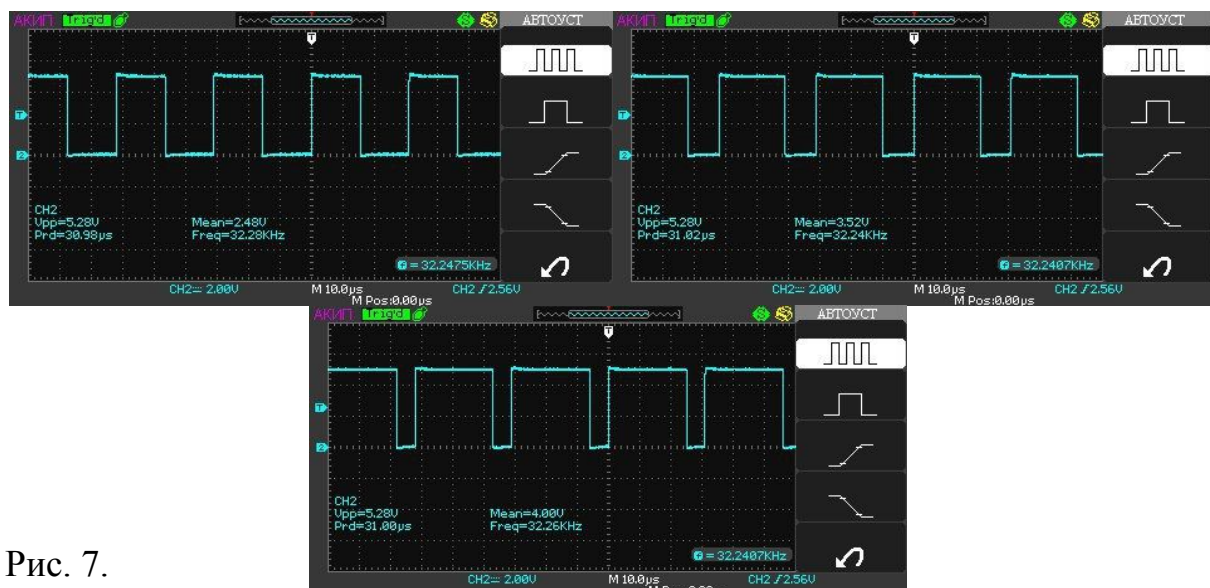 АКИП Trig'd АВТОУСТ
CH2
Vpp=5.28V Mean=2.48V
Prd=30.98µs Freq=32.28KHz
f = 32.2475KHz
CH2 2.00V M 10.0µs CH2 2.56V
M Pos:0.00µs
АКИП Trig'd АВТОУСТ
CH2
Vpp=5.28V Mean=3.52V
Prd=31.02µs Freq=32.24KHz
f = 32.2407KHz
CH2 2.00V M 10.0µs CH2 2.56V
M Pos:0.00µs
АКИП Trig'd АВТОУСТ
CH2
Vpp=5.28V Mean=4.00V
Prd=31.00µs Freq=32.26KHz
f = 32.2407KHz
CH2 2.00V M 10.0µs CH2 2.56V
Рис. 7.